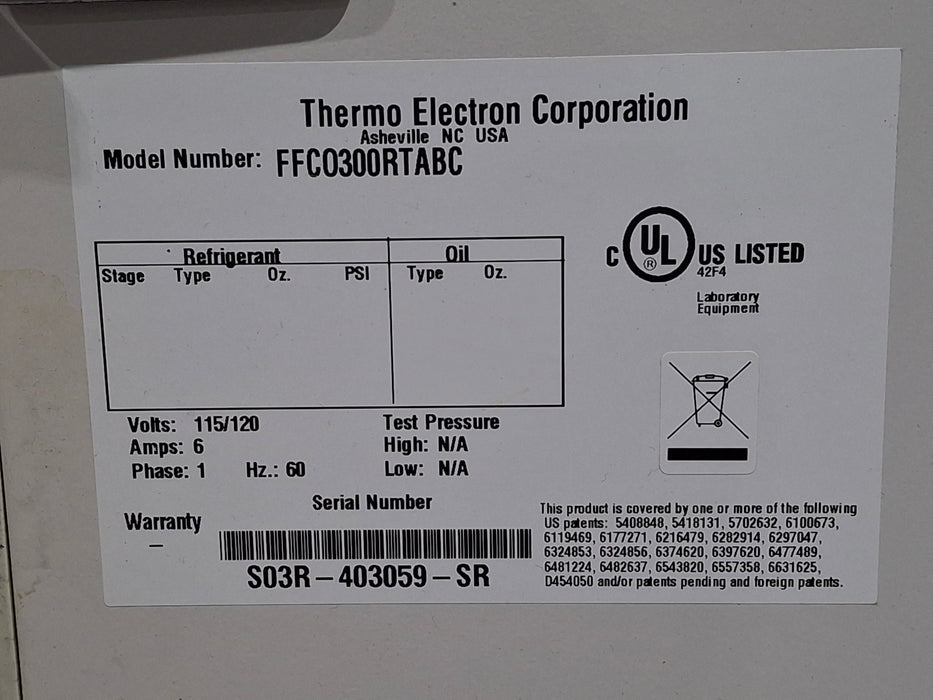 Thermo Electron Corporation
Asheville NC USA
Model Number: FFCO300RTABC
Refrigerant Oil
Stage Type Oz. PSI Type Oz.
C UL ® US LISTED
42F4
Laboratory
Equipment
Volts: 115/120
Amps: 6
Phase: 1 Hz.: 60
Test Pressure
High: N/A
Low: N/A
Serial Number
Warranty
–
S03R-403059-SR
This product is covered by one or more of the following
US patents: 5408848, 5418131, 5702632, 6100673,
6119469, 6177271, 6216479, 6282914, 6297047,
6324853, 6324856, 6374620, 6397620, 6477489,
6481224, 6482637, 6543820, 6557358, 6631625,
D454050 and/or patents pending and foreign patents.